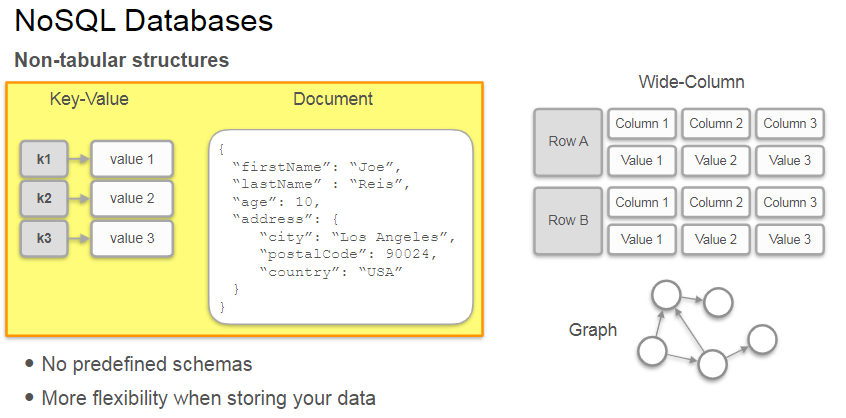 NoSQL Databases
Non-tabular structures
Key-Value
k1 value 1
k2 value 2
k3 value 3
Document
{
“firstName”: “Joe”,
“lastName” : “Reis”,
“age”: 10,
“address”: {
“city”: “Los Angeles”,
“postalCode”: 90024,
“country”: “USA”
}
}
Wide-Column
Row A
Column 1 Column 2 Column 3
Value 1 Value 2 Value 3
Row B
Column 1 Column 2 Column 3
Value 1 Value 2 Value 3
Graph
• No predefined schemas
• More flexibility when storing your data